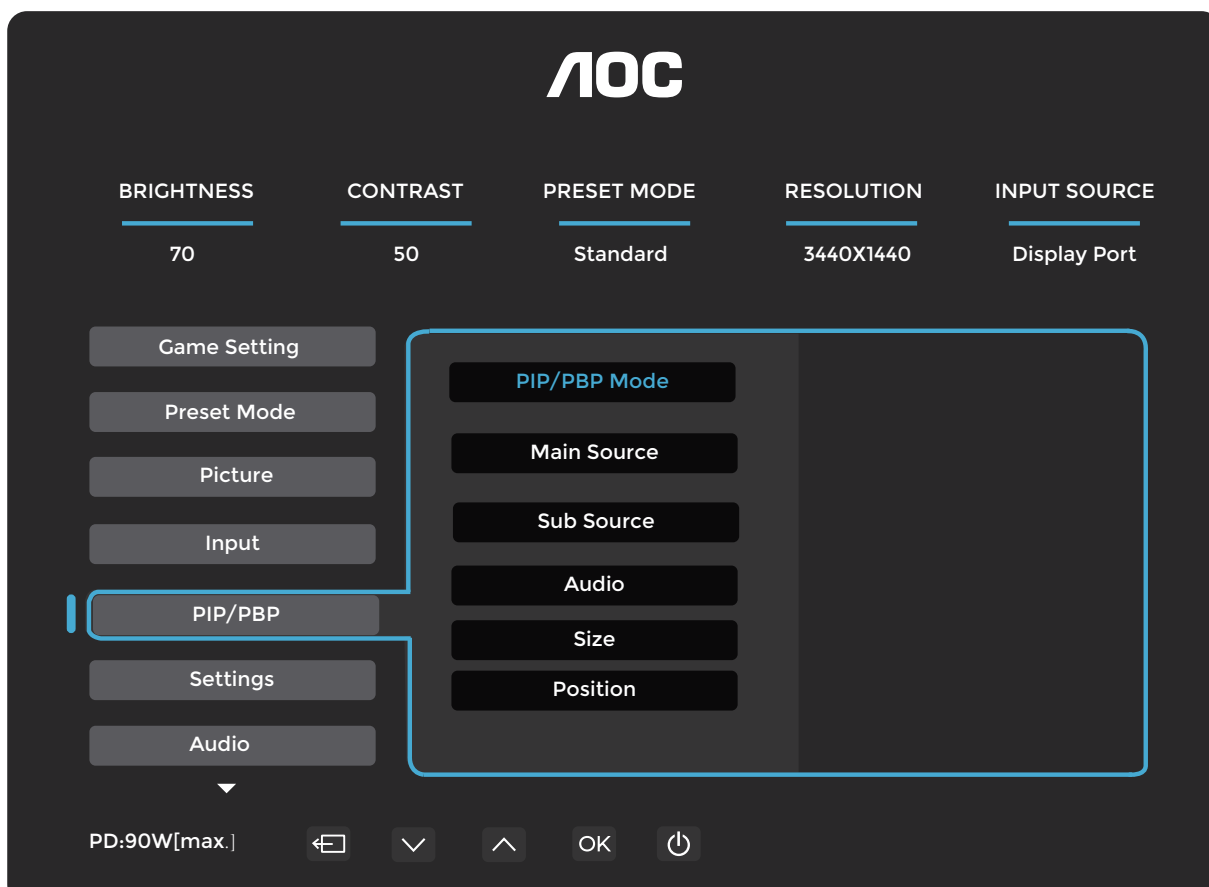 AOC
BRIGHTNESS CONTRAST PRESET MODE RESOLUTION INPUT SOURCE
70 50 Standard 3440X1440 Display Port
Game Setting
Preset Mode
Picture
Input
PIP/PBP
Settings
Audio
PIP/PBP Mode
Main Source
Sub Source
Audio
Size
Position
PD:90W[max.]
OK